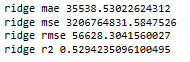 ridge mae 35538.53022624312
ridge mse 3206764831.5847526
ridge rmse 56628.3041560027
ridge r2 0.5294235096100495